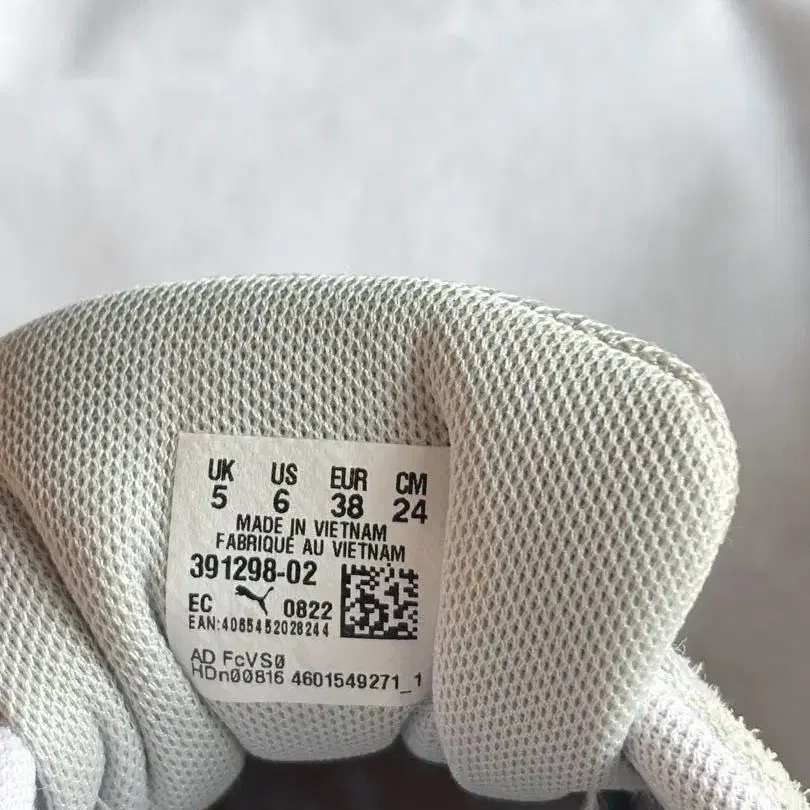 UK US EUR CM
5 6 38 24
MADE IN VIETNAM
FABRIQUÉ AU VIETNAM
391298-02
EC 0822
EAN:4065452028244
AD FcVS0
HDn00816 4601549271_1